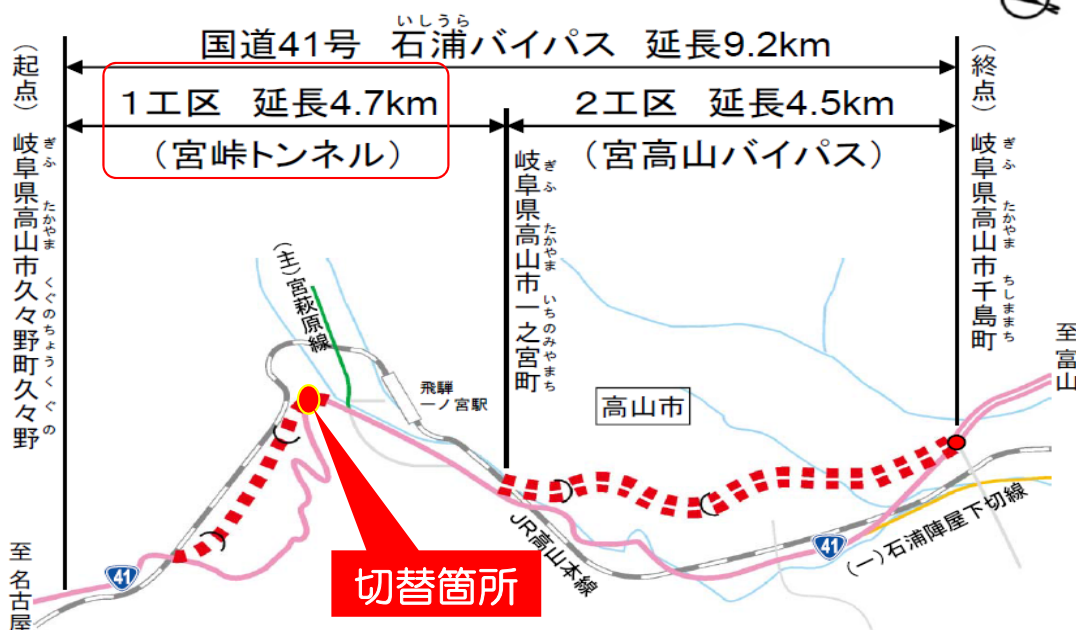 いしうら
国道41号 石浦バイパス 延長9.2km
1工区 延長4.7km
(宮峠トンネル)
2工区 延長4.5km
(宮高山バイパス)
(起点) 岐阜県高山市久々野町久々野
ぎふ たかやま くぐのちょうくぐの
岐阜県高山市一之宮町
ぎふ たかやま いちのみやまち
(終点) 岐阜県高山市千島町
ぎふ たかやま ちしままち
至 富山
(主)宮萩原線
飛騨
一ノ宮駅
高山市
JR高山本線
41
(一)石浦陣屋下切線
至 名古屋
41
切替箇所